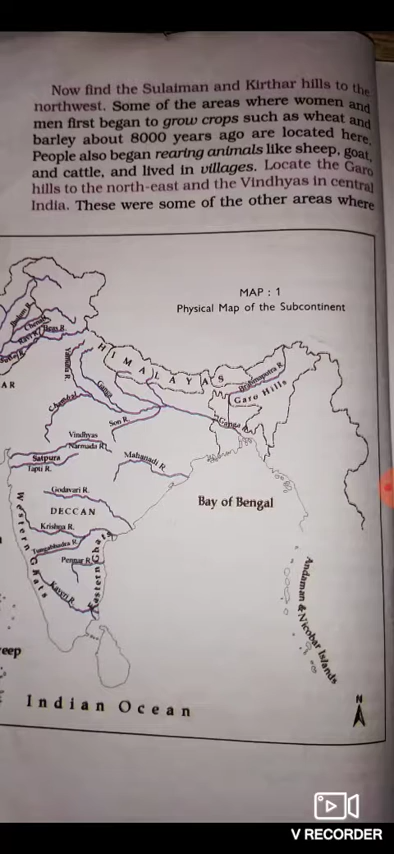 Now find the Sulaiman and Kirthar hills to the
northwest. Some of the areas where women and
men first began to grow crops such as wheat and
barley about 8000 years ago are located here.
People also began rearing animals like sheep, goat,
and cattle, and lived in villages. Locate the Garo
hills to the north-east and the Vindhyas in central
India. These were some of the other areas where
MAP : 1
Physical Map of the Subcontinent
HIMALAYAS
Brahmaputra R.
Garo Hills
Yamuna R.
Ganga
Chambal
Ganga R.
Son R.
AR
Vindhyas
Narmada R.
Satpura
Tapti R.
Mahanadi R.
Godavari R.
Bay of Bengal
DECCAN
Krishna R.
Tungabhadra R.
Pennar R.
Kaveri R.
Western Ghats
Eastern Ghats
Andaman & Nicobar Islands
eep
Indian Ocean
N
V RECORDER